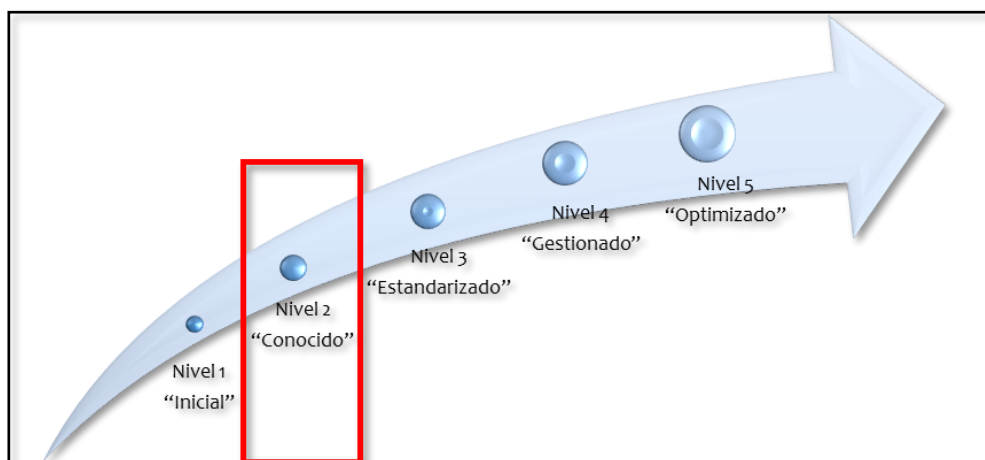 Nivel 1
“Inicial”
Nivel 2
“Conocido”
Nivel 3
“Estandarizado”
Nivel 4
“Gestionado”
Nivel 5
“Optimizado”